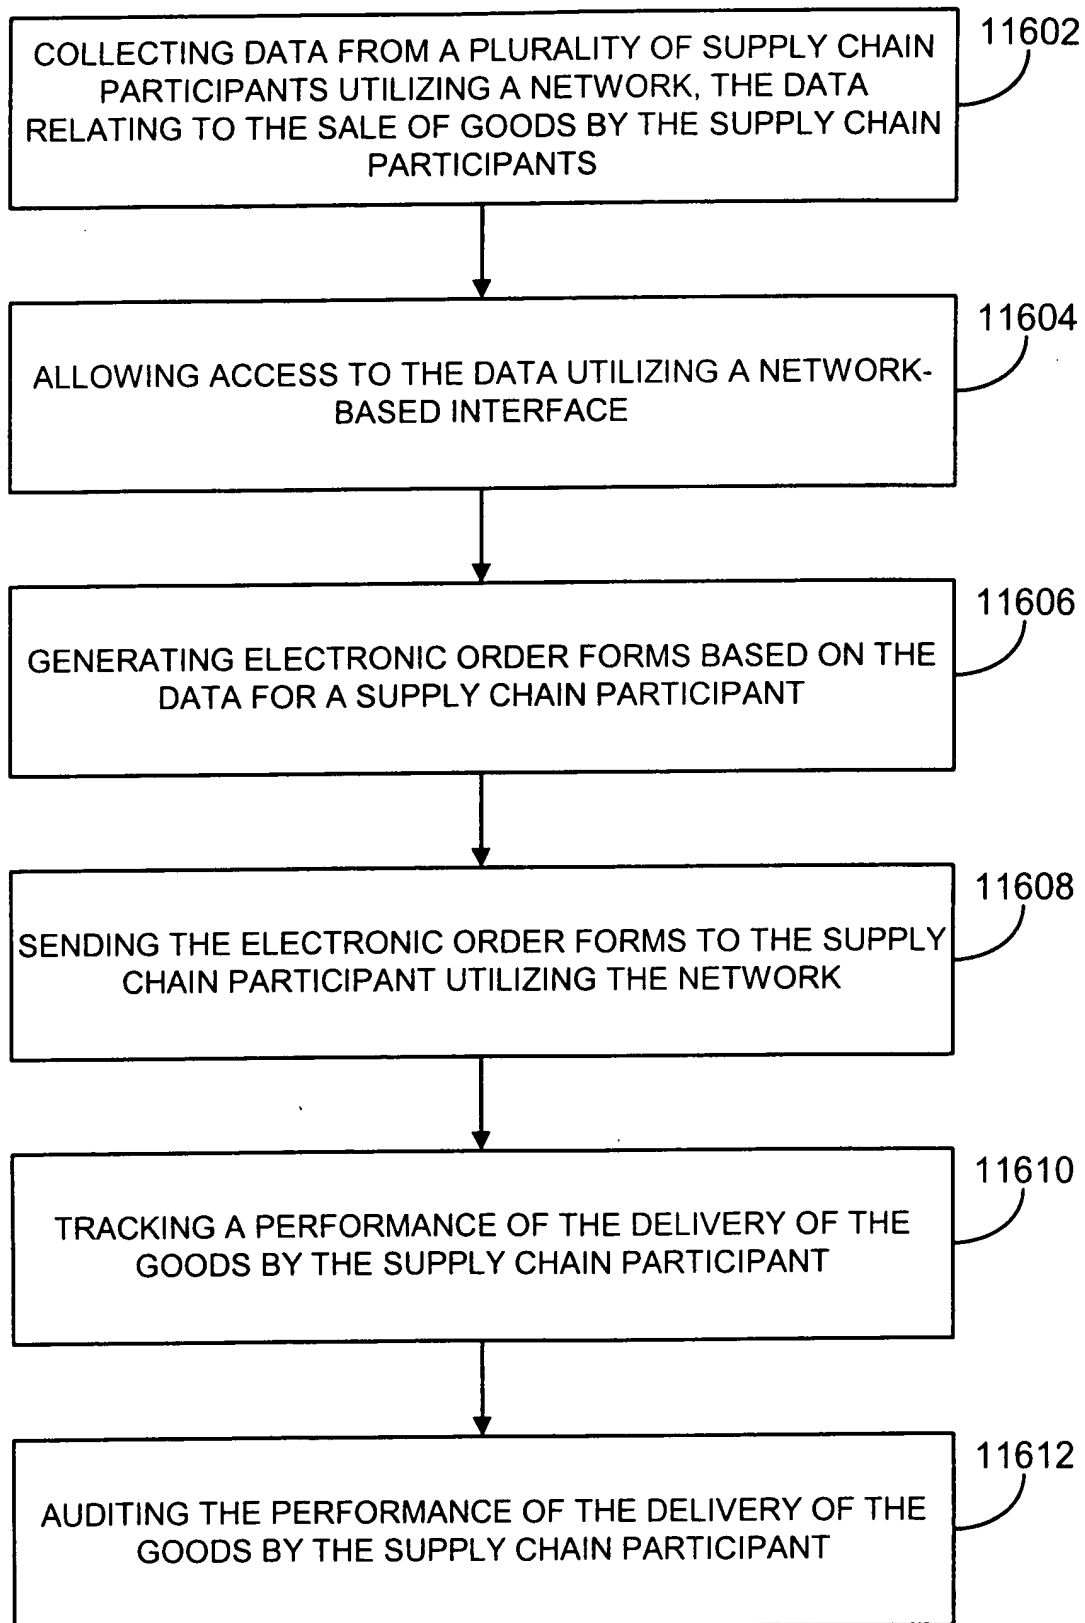 COLLECTING DATA FROM A PLURALITY OF SUPPLY CHAIN
PARTICIPANTS UTILIZING A NETWORK, THE DATA
RELATING TO THE SALE OF GOODS BY THE SUPPLY CHAIN
PARTICIPANTS
11602
ALLOWING ACCESS TO THE DATA UTILIZING A NETWORK-
BASED INTERFACE
11604
GENERATING ELECTRONIC ORDER FORMS BASED ON THE
DATA FOR A SUPPLY CHAIN PARTICIPANT
11606
SENDING THE ELECTRONIC ORDER FORMS TO THE SUPPLY
CHAIN PARTICIPANT UTILIZING THE NETWORK
11608
TRACKING A PERFORMANCE OF THE DELIVERY OF THE
GOODS BY THE SUPPLY CHAIN PARTICIPANT
11610
AUDITING THE PERFORMANCE OF THE DELIVERY OF THE
GOODS BY THE SUPPLY CHAIN PARTICIPANT
11612